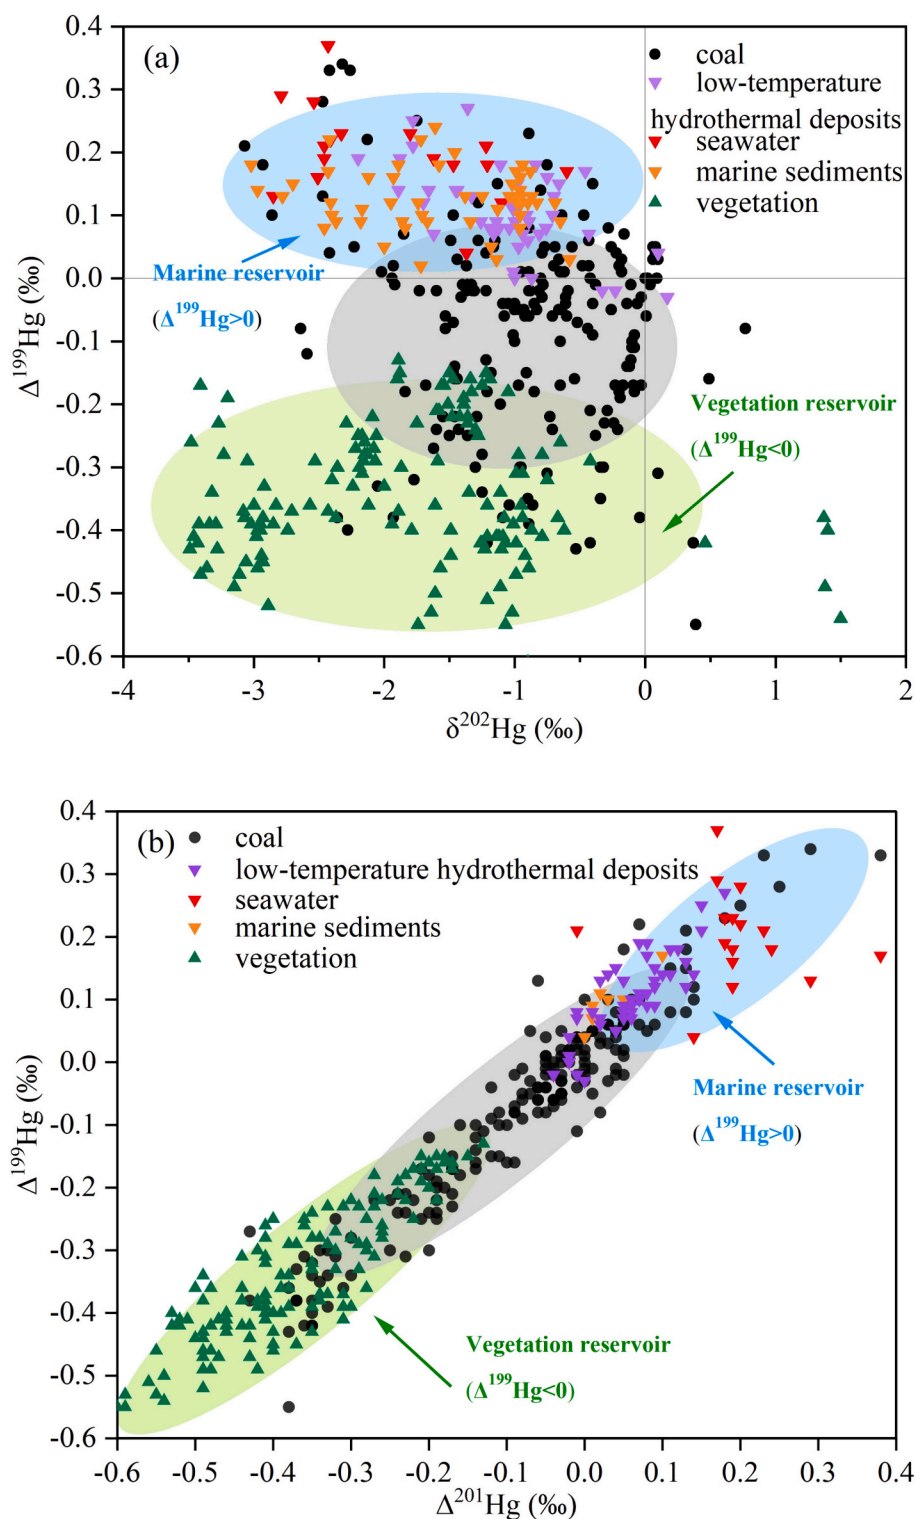 (a)
coal
low-temperature
hydrothermal deposits
seawater
marine sediments
vegetation
0.4
0.3
0.2
0.1
0.0
-0.1
-0.2
-0.3
-0.4
-0.5
-0.6
Δ¹⁹⁹Hg (‰)
Marine reservoir
(Δ¹⁹⁹Hg>0)
Vegetation reservoir
(Δ¹⁹⁹Hg<0)
-4 -3 -2 -1 0 1 2
δ²⁰²Hg (‰)
(b)
coal
low-temperature hydrothermal deposits
seawater
marine sediments
vegetation
0.4
0.3
0.2
0.1
0.0
-0.1
-0.2
-0.3
-0.4
-0.5
-0.6
Δ¹⁹⁹Hg (‰)
Marine reservoir
(Δ¹⁹⁹Hg>0)
Vegetation reservoir
(Δ¹⁹⁹Hg<0)
-0.6 -0.5 -0.4 -0.3 -0.2 -0.1 0.0 0.1 0.2 0.3 0.4
Δ²⁰¹Hg (‰)